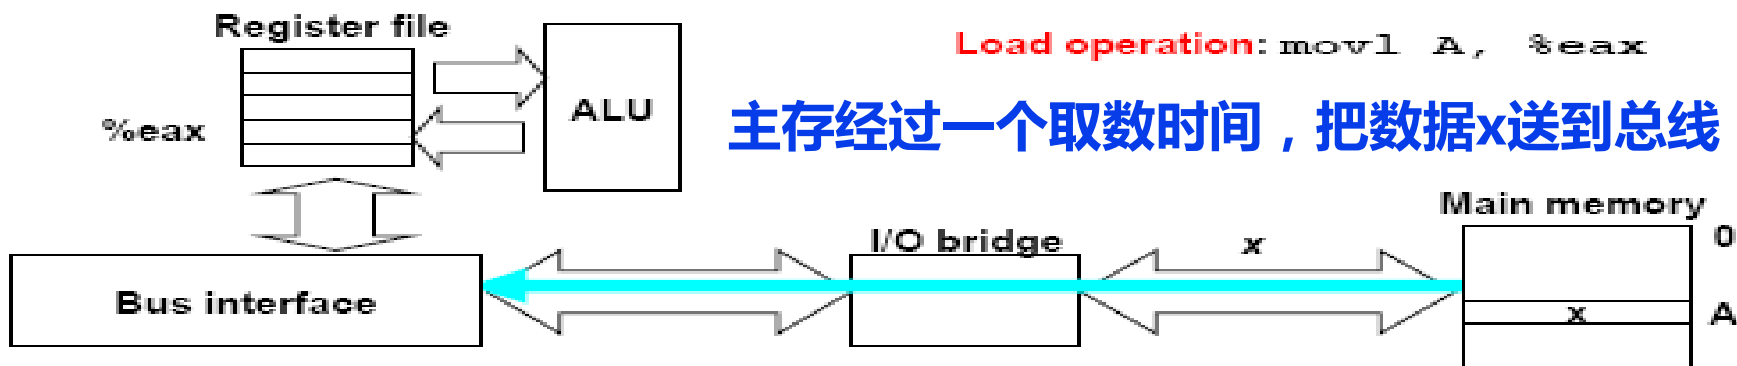 Register file
Load operation: movl A, %eax
ALU
%eax
主存经过一个取数时间，把数据x送到总线
Main memory
I/O bridge
x
0
Bus interface
x
A